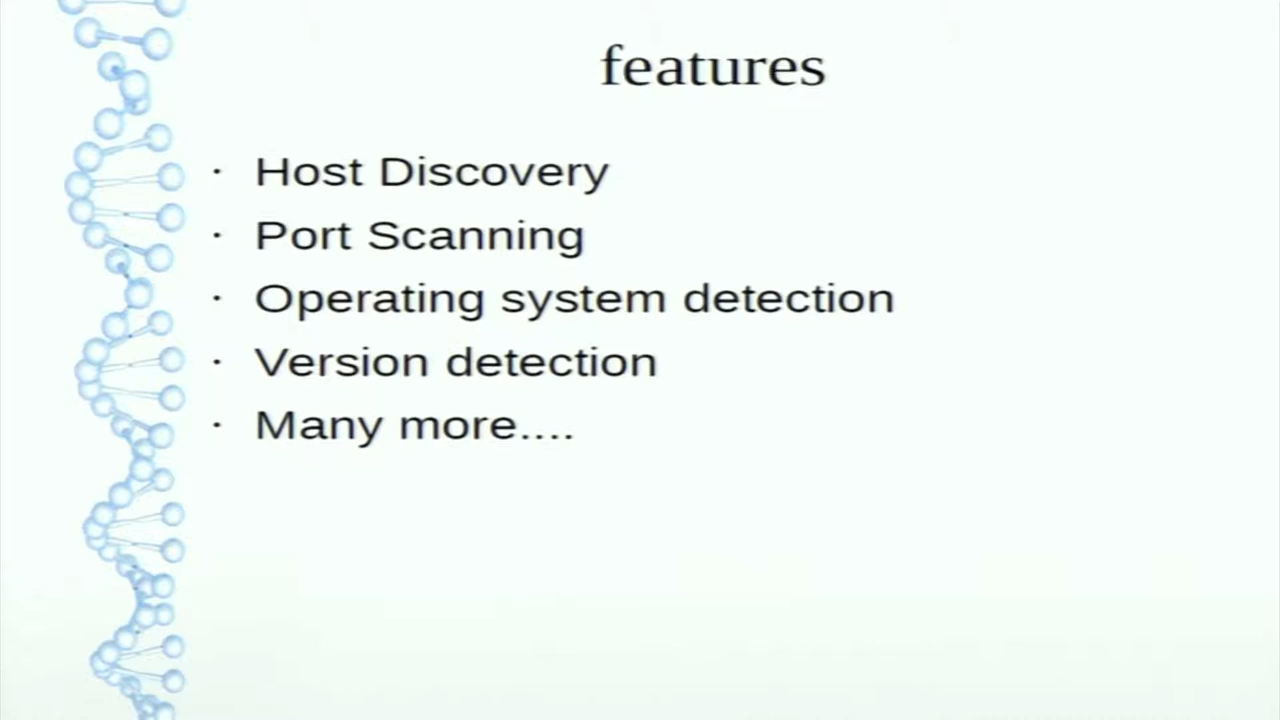 features
· Host Discovery
· Port Scanning
· Operating system detection
· Version detection
· Many more....